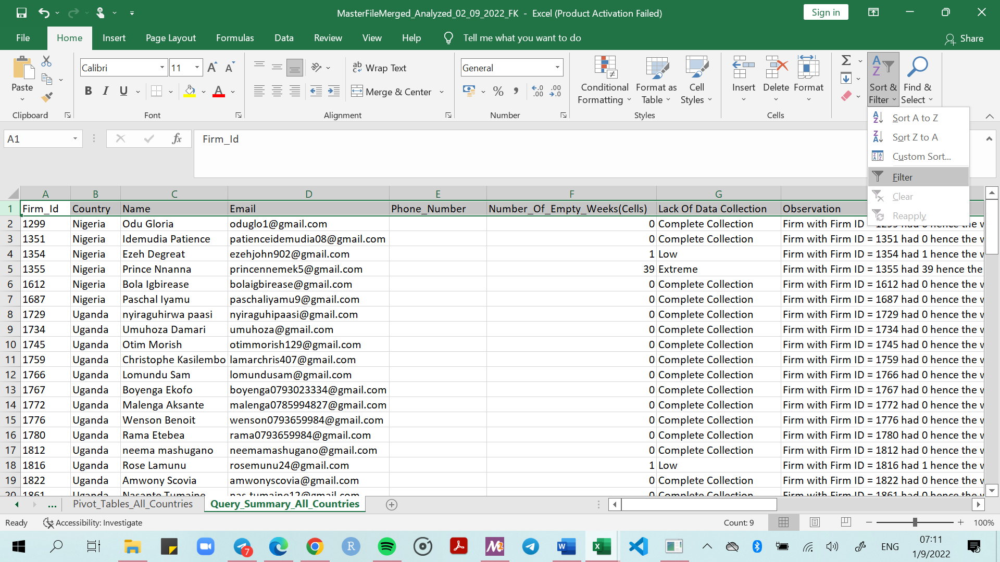 MasterFileMerged_Analyzed_02_09_2022_FK - Excel (Product Activation Failed)
Sign in
File Home Insert Page Layout Formulas Data Review View Help Tell me what you want to do Share
Calibri 11 Wrap Text General
Paste Conditional Formatting Format as Table Cell Styles Insert Delete Format Sort & Filter Find & Select
B I U A Merge & Center % ,
Clipboard Font Alignment Number Styles Cells
Sort A to Z
Sort Z to A
Custom Sort...
Filter
Clear
Reapply
A1 fx Firm_Id
A B C D E F G
1 Firm_Id Country Name Email Phone_Number Number_Of_Empty_Weeks(Cells) Lack Of Data Collection Observation
2 1299 Nigeria Odu Gloria oduglo1@gmail.com 0 Complete Collection Firm with Firm ID
3 1351 Nigeria Idemudia Patience patienceidemudia08@gmail.com 0 Complete Collection Firm with Firm ID = 1351 had 0 hence the
4 1354 Nigeria Ezeh Degreat ezehjohn902@gmail.com 1 Low Firm with Firm ID = 1354 had 1 hence the
5 1355 Nigeria Prince Nnanna princennemek5@gmail.com 39 Extreme Firm with Firm ID = 1355 had 39 hence the
6 1612 Nigeria Bola Igbirease bolaigbirease@gmail.com 0 Complete Collection Firm with Firm ID = 1612 had 0 hence the
7 1687 Nigeria Paschal Iyamu paschaliyamu9@gmail.com 0 Complete Collection Firm with Firm ID = 1687 had 0 hence the
8 1729 Uganda nyiraguhirwa paasi nyiraguhipaasi@gmail.com 0 Complete Collection Firm with Firm ID = 1729 had 0 hence the
9 1734 Uganda Umuhoza Damari umuhoza@gmail.com 0 Complete Collection Firm with Firm ID = 1734 had 0 hence the
10 1745 Uganda Otim Morish otimmorish129@gmail.com 0 Complete Collection Firm with Firm ID = 1745 had 0 hence the
11 1759 Uganda Christophe Kasilembo lamarchris407@gmail.com 0 Complete Collection Firm with Firm ID = 1759 had 0 hence the
12 1766 Uganda Lomundu Sam lomundusam@gmail.com 0 Complete Collection Firm with Firm ID = 1766 had 0 hence the
13 1767 Uganda Boyenga Ekofo boyenga0793023334@gmail.com 0 Complete Collection Firm with Firm ID = 1767 had 0 hence the
14 1772 Uganda Malenga Aksante malenga0785994827@gmail.com 0 Complete Collection Firm with Firm ID = 1772 had 0 hence the
15 1776 Uganda Wenson Benoit wenson0793659984@gmail.com 0 Complete Collection Firm with Firm ID = 1776 had 0 hence the
16 1780 Uganda Rama Etebea rama0793659984@gmail.com 0 Complete Collection Firm with Firm ID = 1780 had 0 hence the
17 1812 Uganda neema mashugano neemamashugano@gmail.com 0 Complete Collection Firm with Firm ID = 1812 had 0 hence the
18 1816 Uganda Rose Lamunu rosemunu24@gmail.com 1 Low Firm with Firm ID = 1816 had 1 hence the
19 1822 Uganda Amwony Scovia amwonyscovia@gmail.com 0 Complete Collection Firm with Firm ID = 1822 had 0 hence the
20 1861 Uganda 0 Complete Collection Firm with Firm ID = 1861 had 0 hence the
... Pivot_Tables_All_Countries Query_Summary_All_Countries
Ready Accessibility: Investigate Count: 9 100%
7 ENG 07:11
1/9/2022